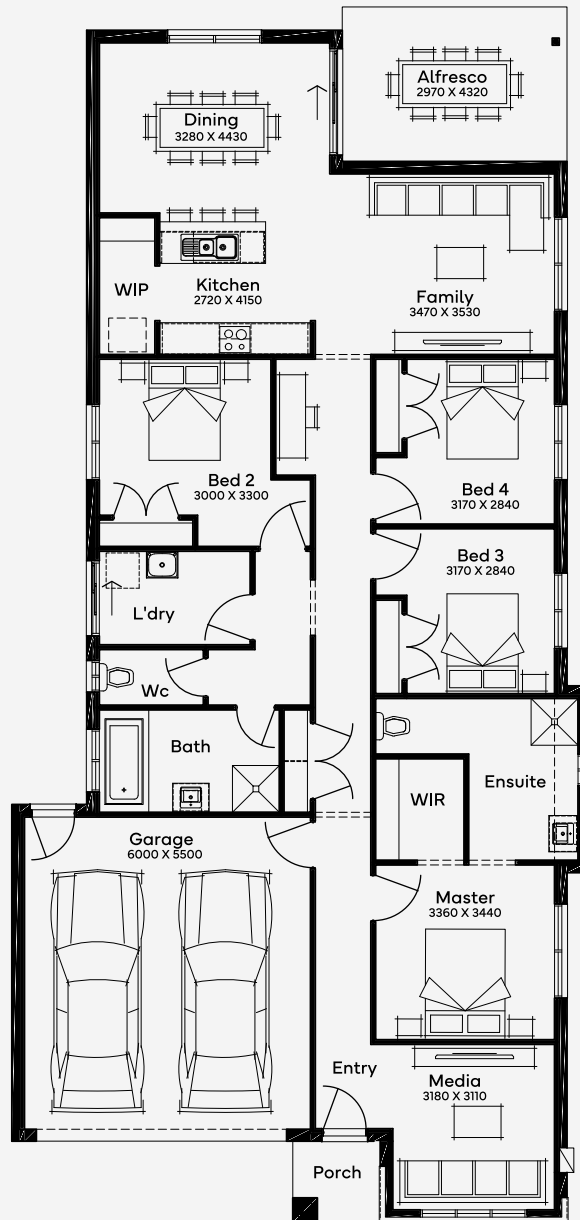 Alfresco
2970 X 4320
Dining
3280 X 4430
Kitchen
2720 X 4150
WIP
Family
3470 X 3530
Bed 2
3000 X 3300
Bed 4
3170 X 2840
Bed 3
3170 X 2840
L'dry
Wc
Bath
Ensuite
WIR
Garage
6000 X 5500
Master
3360 X 3440
Entry
Media
3180 X 3110
Porch